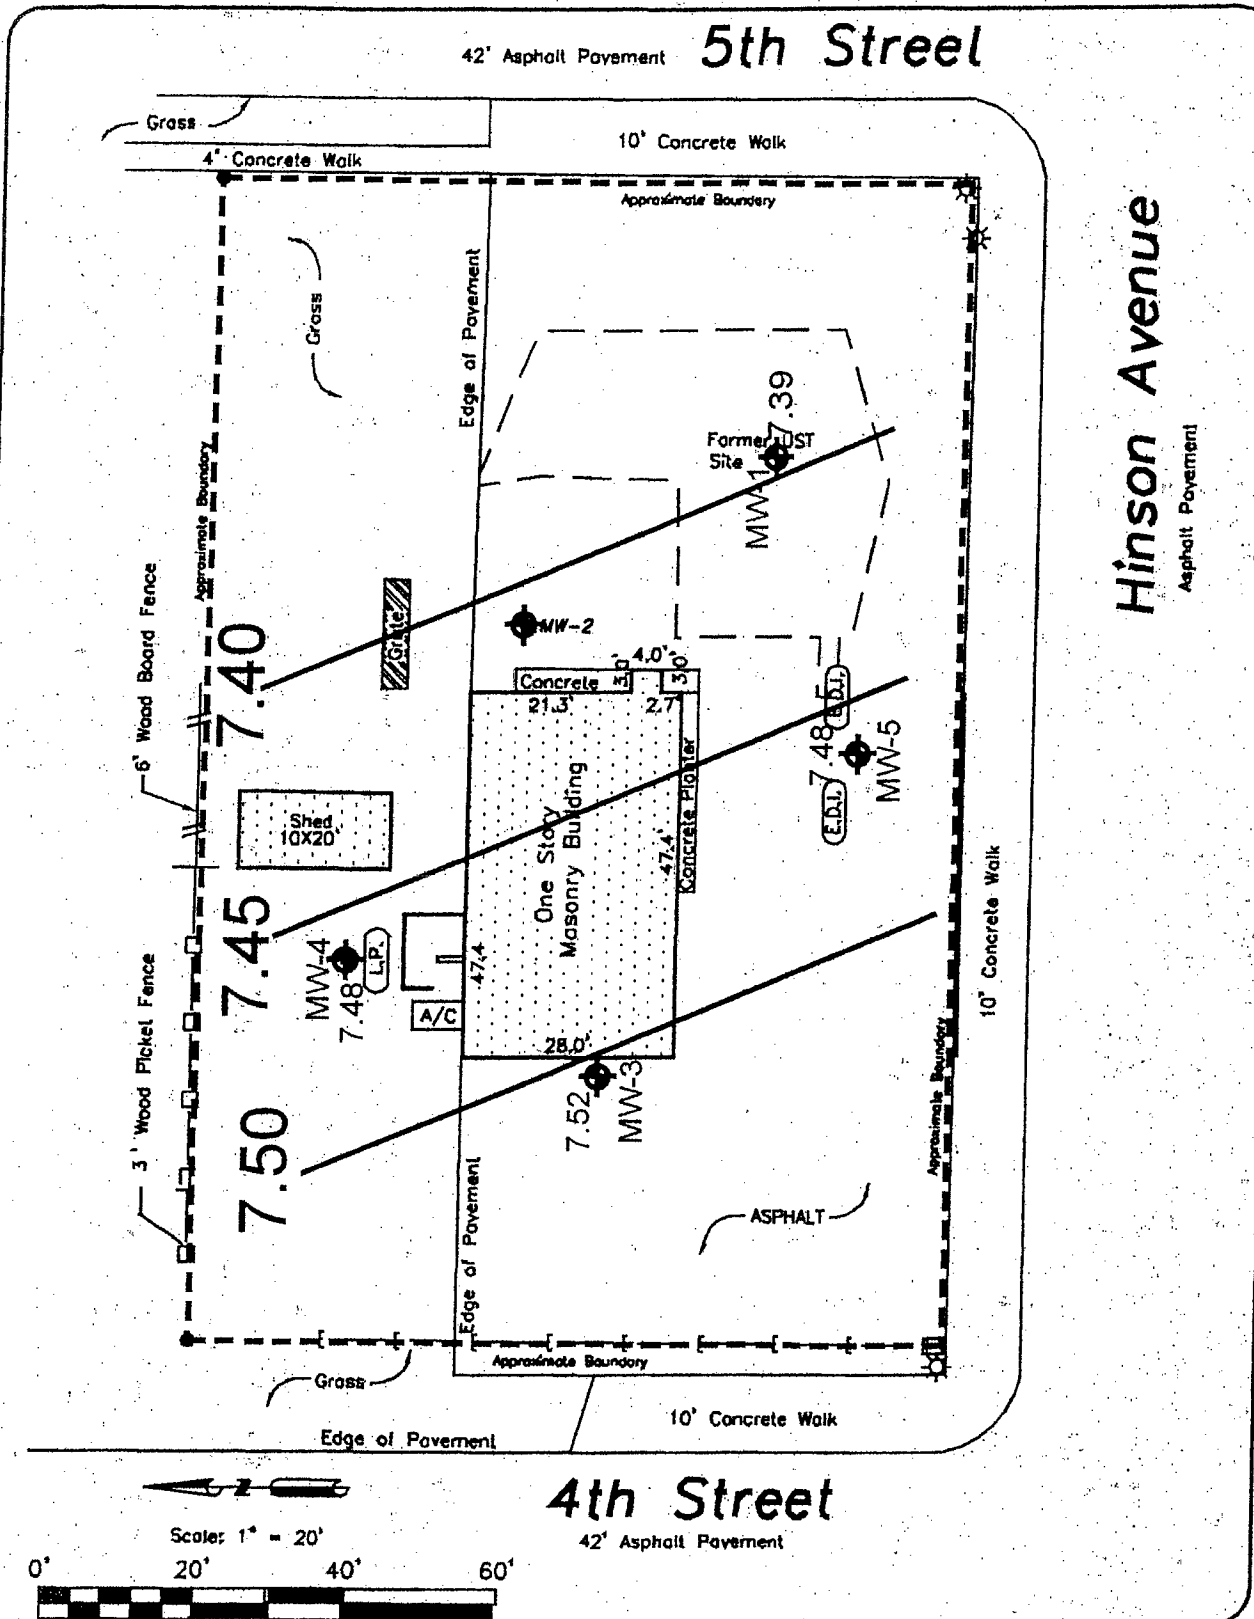 42' Asphalt Pavement
5th Street
Grass
10' Concrete Walk
4' Concrete Walk
Approximate Boundary
Hinson Avenue
Asphalt Pavement
Grass
Edge of Pavement
Approximate Boundary
7.39
Former UST
Site
MW-1
6' Wood Board Fence
7.40
Grate
MW-2
Concrete
3.0'
4.0'
3.0'
21.3'
2.7'
E.D.I.
7.48
MW-5
E.D.I.
Shed
10X20'
One Story
Masonry Building
Concrete Planter
47.4'
7.45
MW-4
7.48
L.P.
47.4
A/C
10' Concrete Walk
3' Wood Picket Fence
28.0'
7.50
7.52
MW-3
Approximate Boundary
Edge of Pavement
ASPHALT
Approximate Boundary
Grass
10' Concrete Walk
Edge of Pavement
Z
4th Street
42' Asphalt Pavement
Scale: 1" = 20'
0' 20' 40' 60'